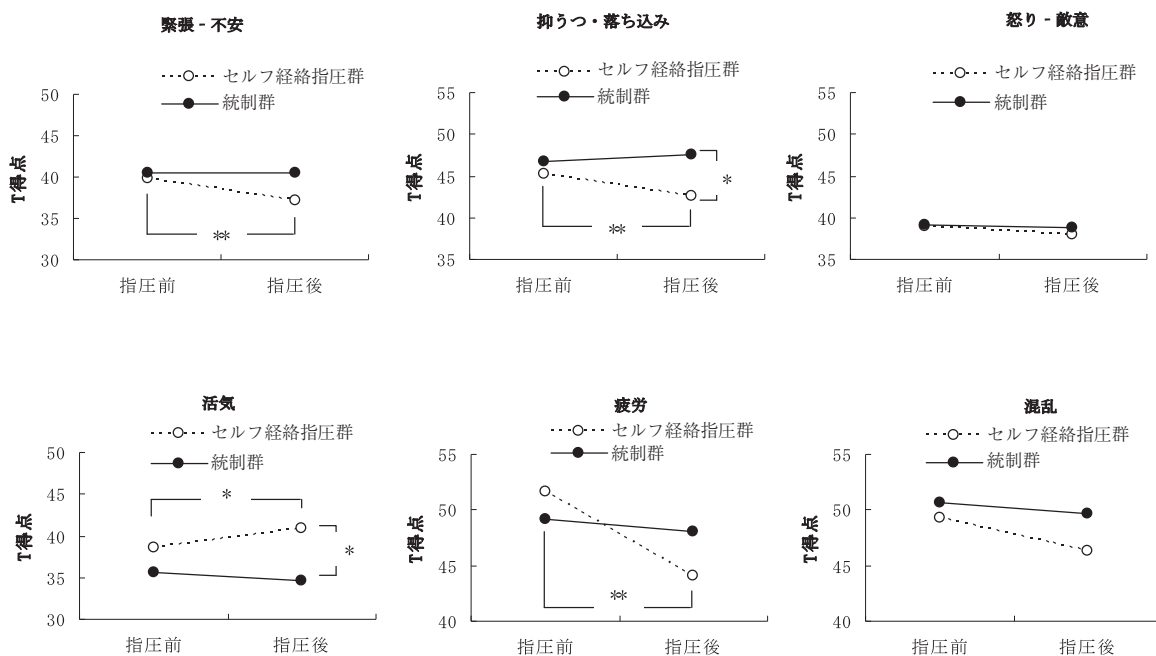 緊張 - 不安
セルフ経絡指圧群
統制群
T得点
50
45
40
35
30
**
指圧前
指圧後
抑うつ・落ち込み
セルフ経絡指圧群
統制群
T得点
55
50
45
40
35
*
**
指圧前
指圧後
怒り - 敵意
セルフ経絡指圧群
統制群
T得点
55
50
45
40
35
指圧前
指圧後
活気
セルフ経絡指圧群
統制群
T得点
50
45
40
35
30
*
*
指圧前
指圧後
疲労
セルフ経絡指圧群
統制群
T得点
55
50
45
40
**
指圧前
指圧後
混乱
セルフ経絡指圧群
統制群
T得点
55
50
45
40
指圧前
指圧後